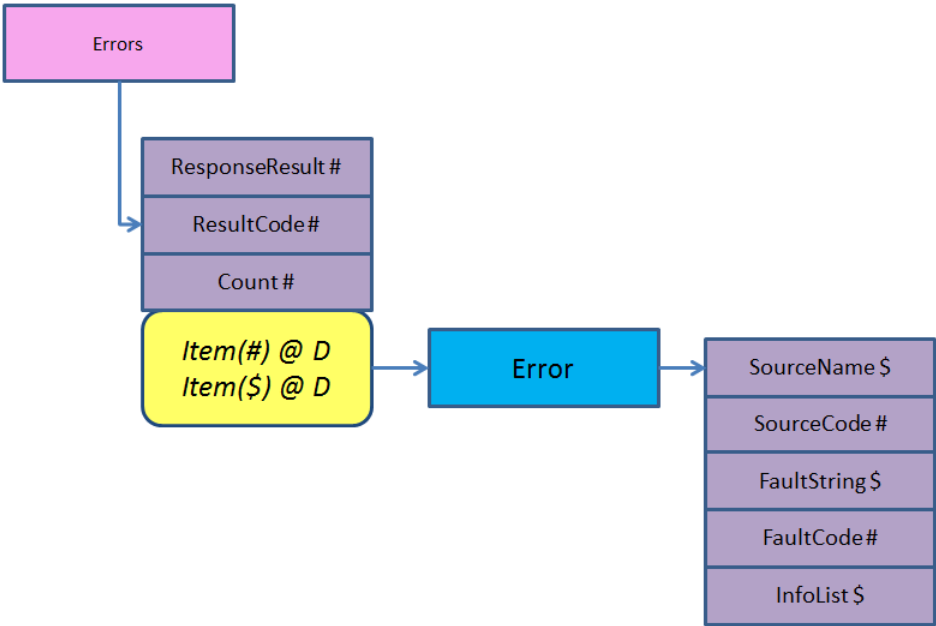 Errors
ResponseResult #
ResultCode #
Count #
Item(#) @ D
Item($) @ D
Error
SourceName $
SourceCode #
FaultString $
FaultCode #
InfoList $